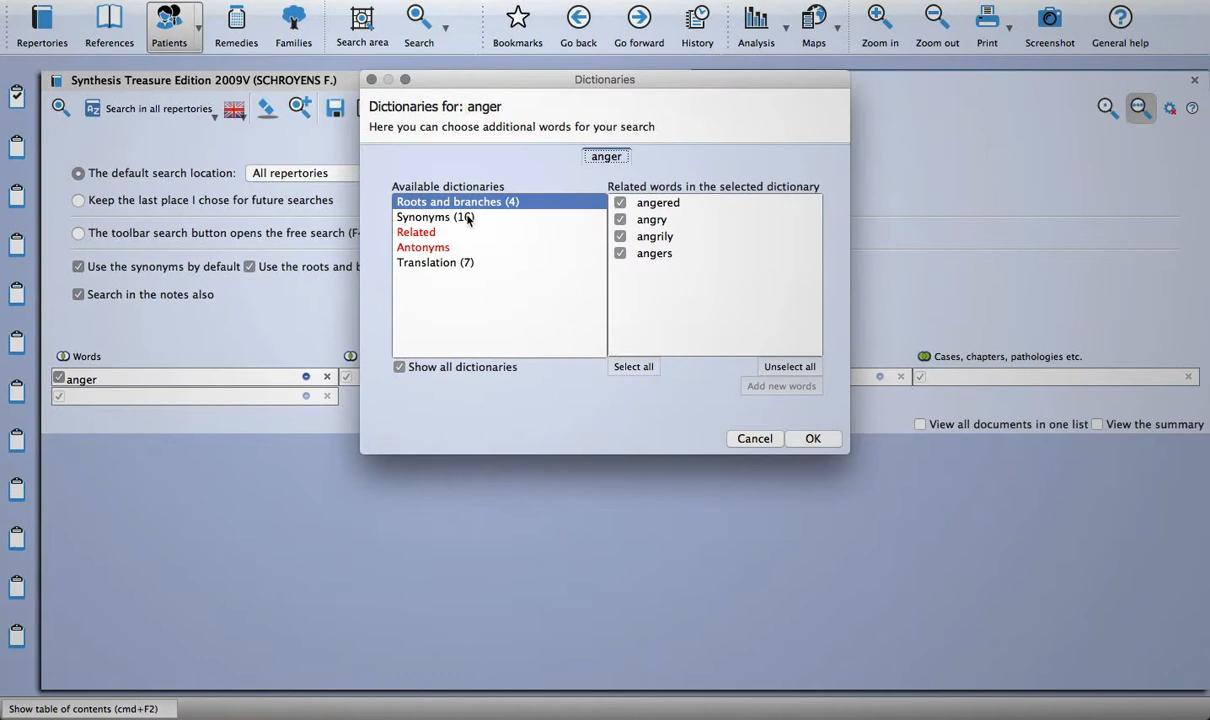 Repertories References Patients Remedies Families Search area Search Bookmarks Go back Go forward History Analysis Maps Zoom in Zoom out Print Screenshot General help
Synthesis Treasure Edition 2009V (SCHROYENS F.)
Dictionaries
Search in all repertories
Dictionaries for: anger
Here you can choose additional words for your search
anger
The default search location: All repertories
Keep the last place I chose for future searches
The toolbar search button opens the free search (F
Use the synonyms by default Use the roots and b
Search in the notes also
Available dictionaries
Roots and branches (4)
Synonyms (16)
Related
Antonyms
Translation (7)
Show all dictionaries
Related words in the selected dictionary
angered
angry
angrily
angers
Select all Unselect all
Add new words
Cancel OK
Words
Cases, chapters, pathologies etc.
anger
View all documents in one list View the summary
Show table of contents (cmd+F2)